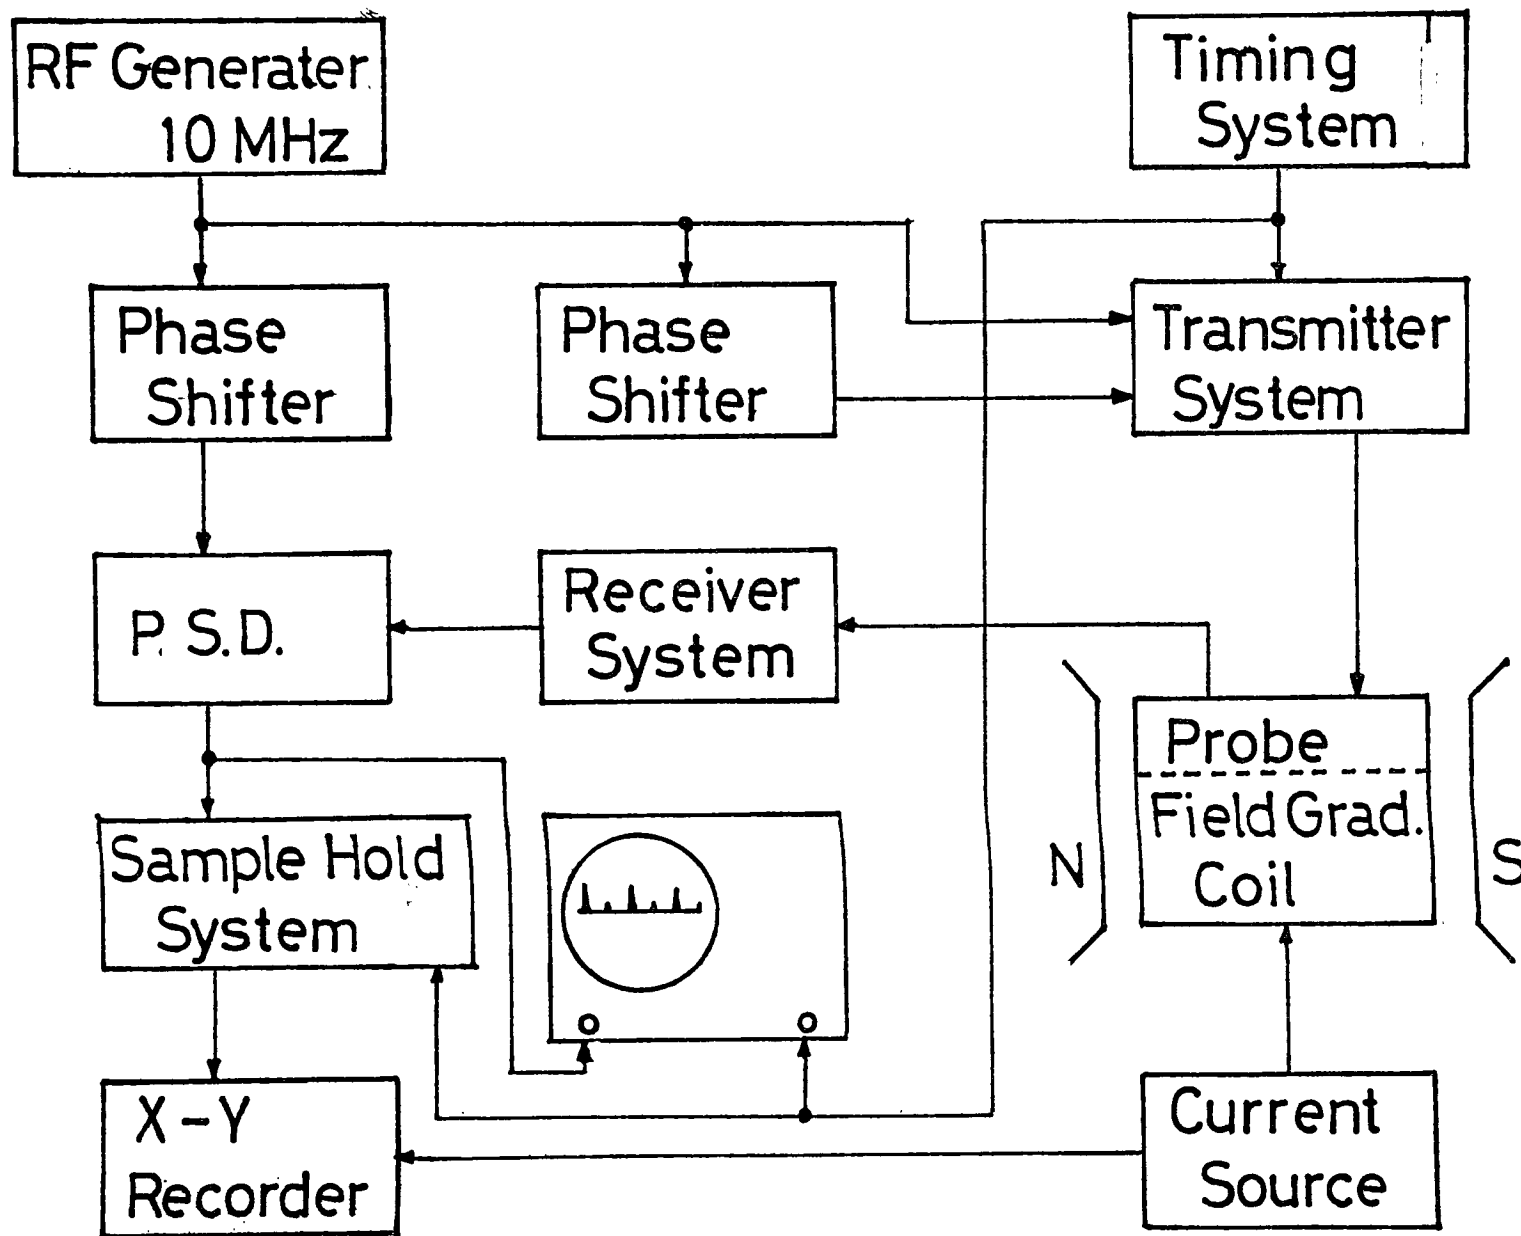 RF Generater
10 MHz
Timing
System
Phase
Shifter
Phase
Shifter
Transmitter
System
P. S.D.
Receiver
System
Probe
Field Grad.
Coil
N
S
Sample Hold
System
X-Y
Recorder
Current
Source